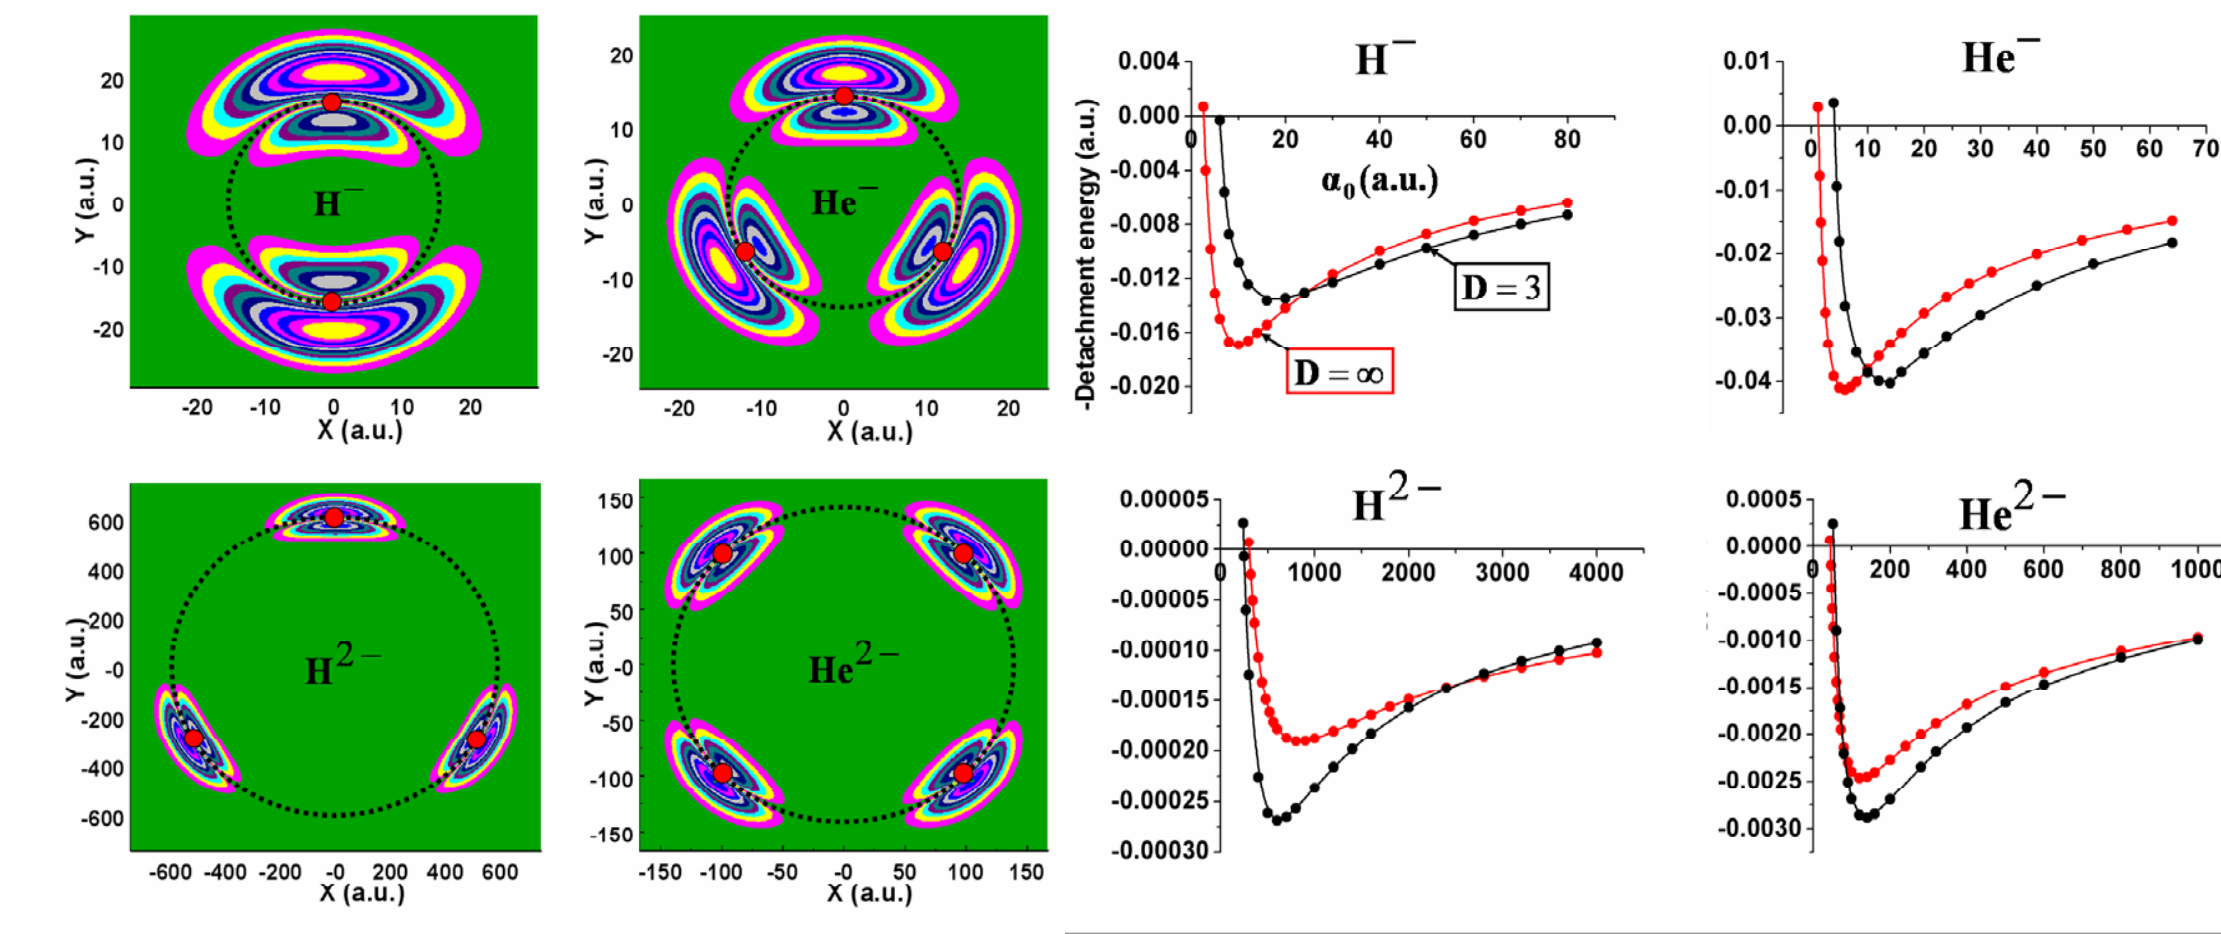 20
10
0
-10
-20
Y (a.u.)
H⁻
-20 -10 0 10 20
X (a.u.)
20
10
0
-10
-20
Y (a.u.)
He⁻
-20 -10 0 10 20
X (a.u.)
H⁻
0.004
0.000
-0.004
-0.008
-0.012
-0.016
-0.020
-Detachment energy (a.u.)
0 20 40 60 80
α₀ (a.u.)
D = 3
D = ∞
He⁻
0.01
0.00
-0.01
-0.02
-0.03
-0.04
0 10 20 30 40 50 60 70
600
400
200
-0
-200
-400
-600
Y (a.u.)
H²⁻
-600 -400 -200 -0 200 400 600
X (a.u.)
150
100
50
-0
-50
-100
-150
Y (a.u.)
He²⁻
-150 -100 -50 -0 50 100 150
X (a.u.)
H²⁻
0.00005
0.00000
-0.00005
-0.00010
-0.00015
-0.00020
-0.00025
-0.00030
0 1000 2000 3000 4000
He²⁻
0.0005
0.0000
-0.0005
-0.0010
-0.0015
-0.0020
-0.0025
-0.0030
0 200 400 600 800 1000